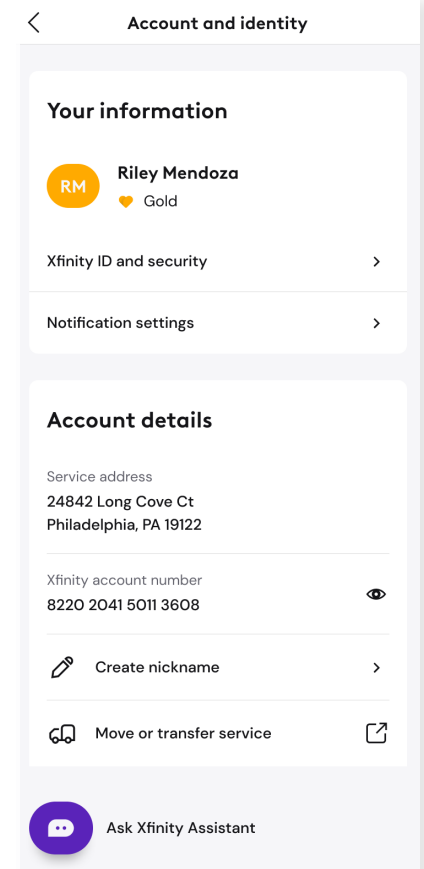 Account and identity
Your information
RM
Riley Mendoza
Gold
Xfinity ID and security
Notification settings
Account details
Service address
24842 Long Cove Ct
Philadelphia, PA 19122
Xfinity account number
8220 2041 5011 3608
Create nickname
Move or transfer service
Ask Xfinity Assistant